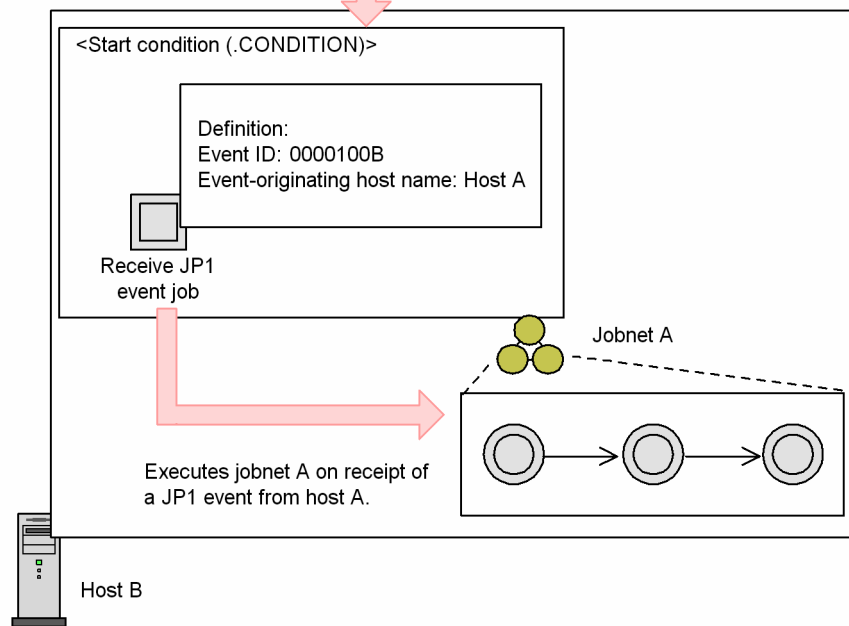 <Start condition (.CONDITION)>
Definition:
Event ID: 0000100B
Event-originating host name: Host A
Receive JP1
event job
Jobnet A
Executes jobnet A on receipt of
a JP1 event from host A.
Host B